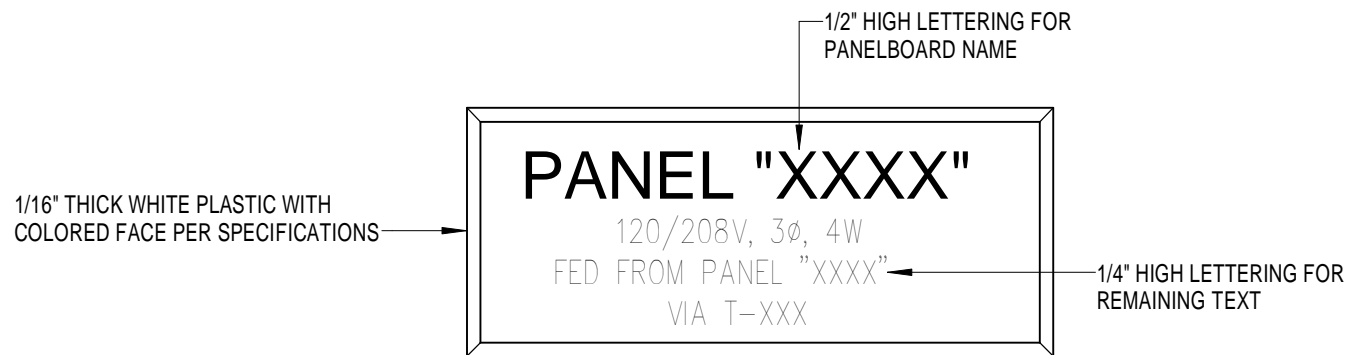 1/2" HIGH LETTERING FOR
PANELBOARD NAME
PANEL "XXXX"
1/16" THICK WHITE PLASTIC WITH
COLORED FACE PER SPECIFICATIONS
120/208V, 3ø, 4W
FED FROM PANEL "XXXX"
1/4" HIGH LETTERING FOR
REMAINING TEXT
VIA T-XXX